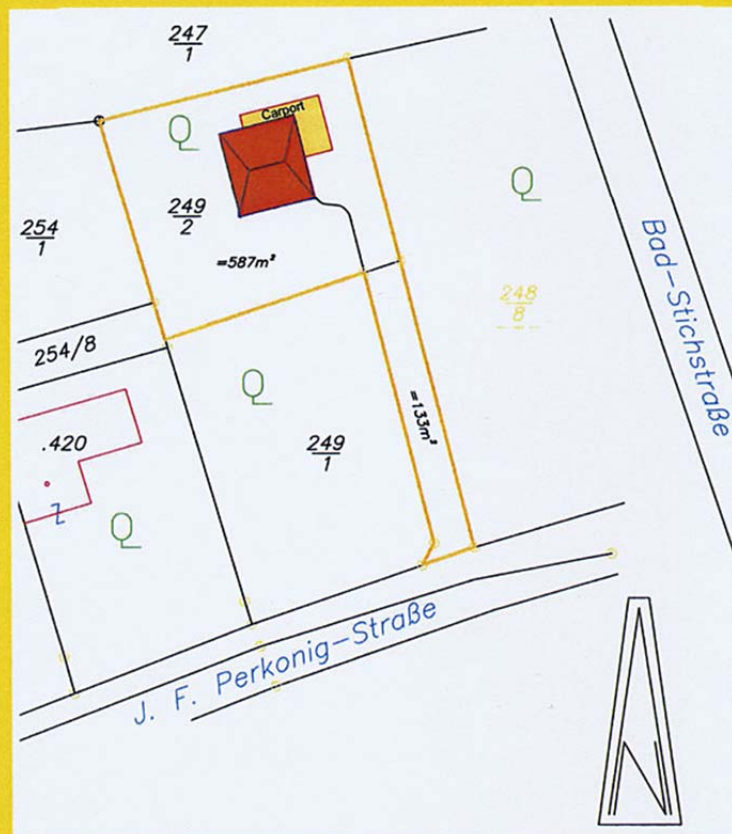 247
1
Carport
Q
249
2
254
1
=587m²
Q
248
8
Bad-Stichstraße
254/8
Q
=133m²
.420
249
1
Z
Q
J. F. Perkonig-Straße
N